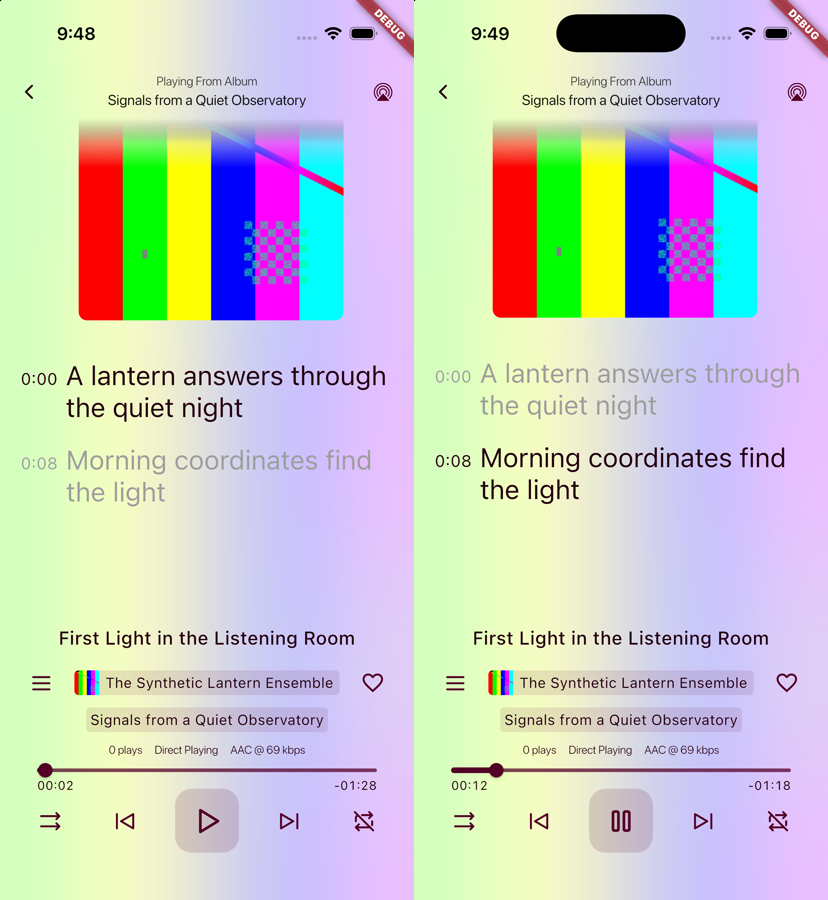 9:48
DEBUG
Playing From Album
Signals from a Quiet Observatory
0:00 A lantern answers through
the quiet night
0:08 Morning coordinates find
the light
First Light in the Listening Room
The Synthetic Lantern Ensemble
Signals from a Quiet Observatory
0 plays Direct Playing AAC @ 69 kbps
00:02 -01:28
9:49
DEBUG
Playing From Album
Signals from a Quiet Observatory
0:00 A lantern answers through
the quiet night
0:08 Morning coordinates find
the light
First Light in the Listening Room
The Synthetic Lantern Ensemble
Signals from a Quiet Observatory
0 plays Direct Playing AAC @ 69 kbps
00:12 -01:18